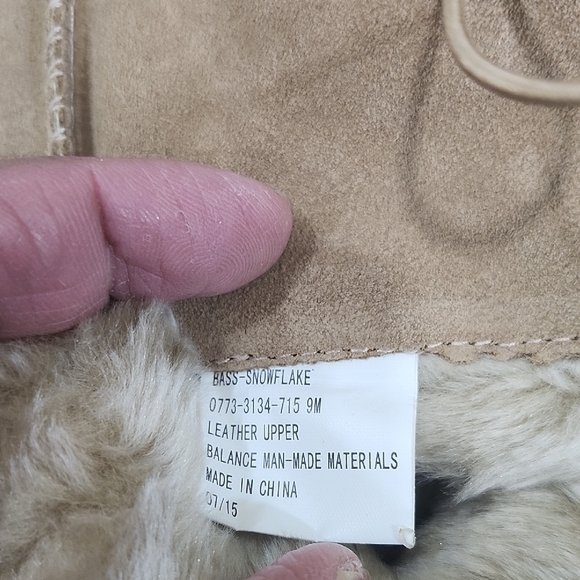 BASS-SNOWFLAKE
0773-3134-715 9M
LEATHER UPPER
BALANCE MAN-MADE MATERIALS
MADE IN CHINA
07/15